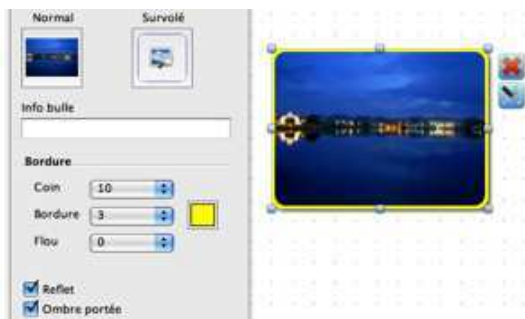 Normal Survolé
Info bulle
Bordure
Coin 10
Bordure 3
Flou 0
Reflet
Ombre portée